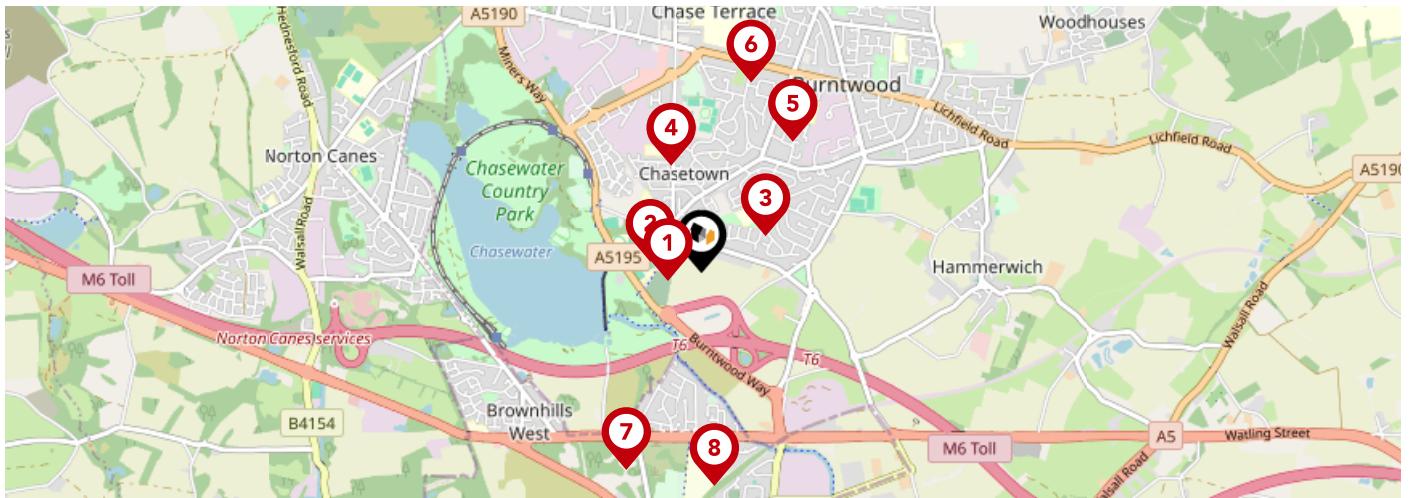 A5190
Chase Terrace
Woodhouses
Hednesford Road
Miners Way
6
Burntwood
5
Lichfield Road
Lichfield Road
4
Norton Canes
Chasewater
Country
Park
Chasetown
A5190
3
Walsall Road
2
1
Chasewater
A5195
M6 Toll
Hammerwich
Walsall Road
Norton Canes services
T6
Burntwood Way
T6
Brownhills
West
B4154
7
8
M6 Toll
A5
Watling Street
Walsall Road